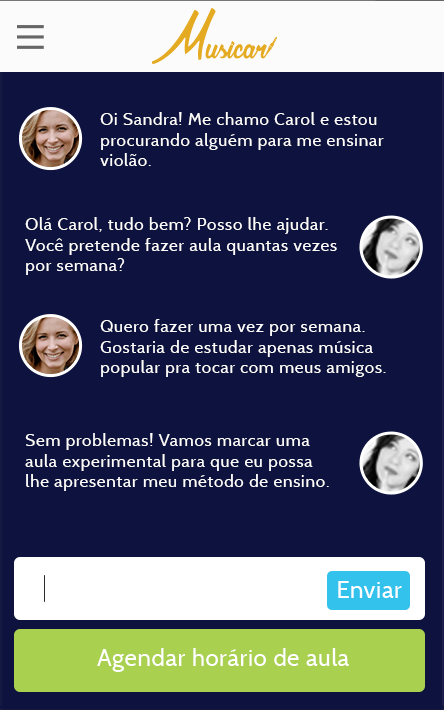 Musicar
Oi Sandra! Me chamo Carol e estou
procurando alguém para me ensinar
violão.
Olá Carol, tudo bem? Posso lhe ajudar.
Você pretende fazer aula quantas vezes
por semana?
Quero fazer uma vez por semana.
Gostaria de estudar apenas música
popular pra tocar com meus amigos.
Sem problemas! Vamos marcar uma
aula experimental para que eu possa
lhe apresentar meu método de ensino.
Enviar
Agendar horário de aula